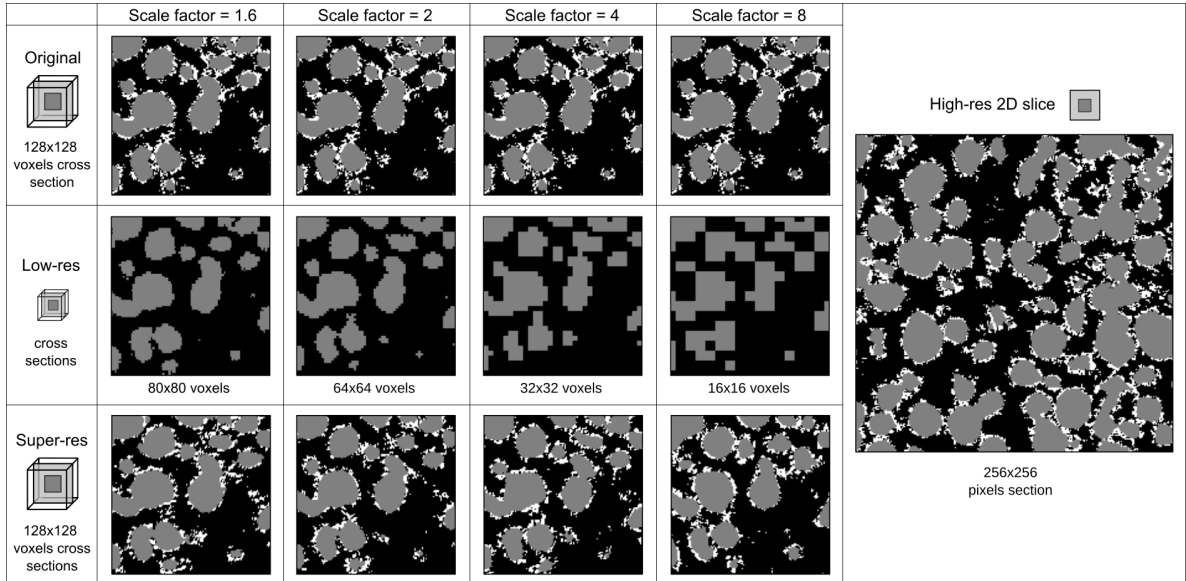 Scale factor = 1.6
Scale factor = 2
Scale factor = 4
Scale factor = 8
Original
128x128
voxels cross
section
High-res 2D slice
Low-res
cross
sections
80x80 voxels
64x64 voxels
32x32 voxels
16x16 voxels
Super-res
128x128
voxels cross
sections
256x256
pixels section